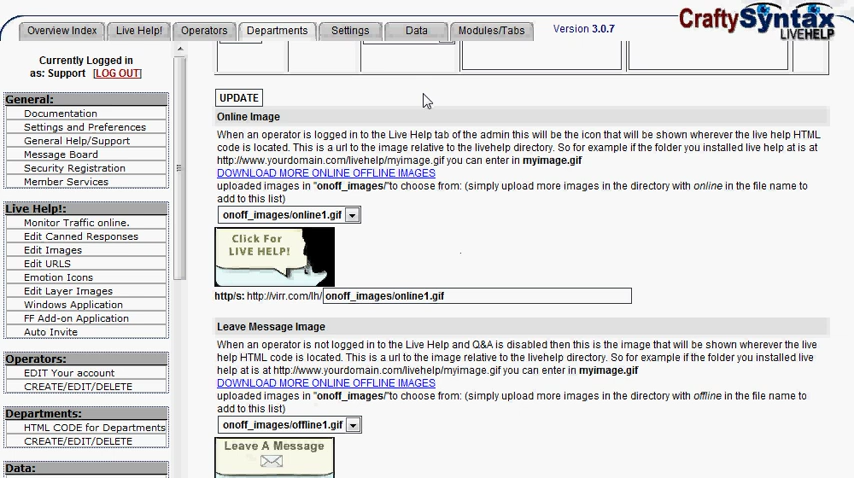 CraftySyntax
LIVEHELP
Overview Index
Live Help!
Operators
Departments
Settings
Data
Modules/Tabs
Version 3.0.7
Currently Logged in
as: Support [LOG OUT]
General:
Documentation
Settings and Preferences
General Help/Support
Message Board
Security Registration
Member Services
Live Help!:
Monitor Traffic online.
Edit Canned Responses
Edit Images
Edit URLS
Emotion Icons
Edit Layer Images
Windows Application
FF Add-on Application
Auto Invite
Operators:
EDIT Your account
CREATE/EDIT/DELETE
Departments:
HTML CODE for Departments
CREATE/EDIT/DELETE
Data:
UPDATE
Online Image
When an operator is logged in to the Live Help tab of the admin this will be the icon that will be shown wherever the live help HTML
code is located. This is a url to the image relative to the livehelp directory. So for example if the folder you installed live help at is at
http://www.yourdomain.com/livehelp/myimage.gif you can enter in myimage.gif
DOWNLOAD MORE ONLINE OFFLINE IMAGES
uploaded images in "onoff_images/"to choose from: (simply upload more images in the directory with online in the file name to
add to this list)
onoff_images/online1.gif
Click For
LIVE HELP!
http/s: http://virr.com/lh/ onoff_images/online1.gif
Leave Message Image
When an operator is not logged in to the Live Help and Q&A is disabled then this is the image that will be shown wherever the live
help HTML code is located. This is a url to the image relative to the livehelp directory. So for example if the folder you installed live
help at is at http://www.yourdomain.com/livehelp/myimage.gif you can enter in myimage.gif
DOWNLOAD MORE ONLINE OFFLINE IMAGES
uploaded images in "onoff_images/"to choose from: (simply upload more images in the directory with offline in the file name to
add to this list)
onoff_images/offline1.gif
Leave A Message